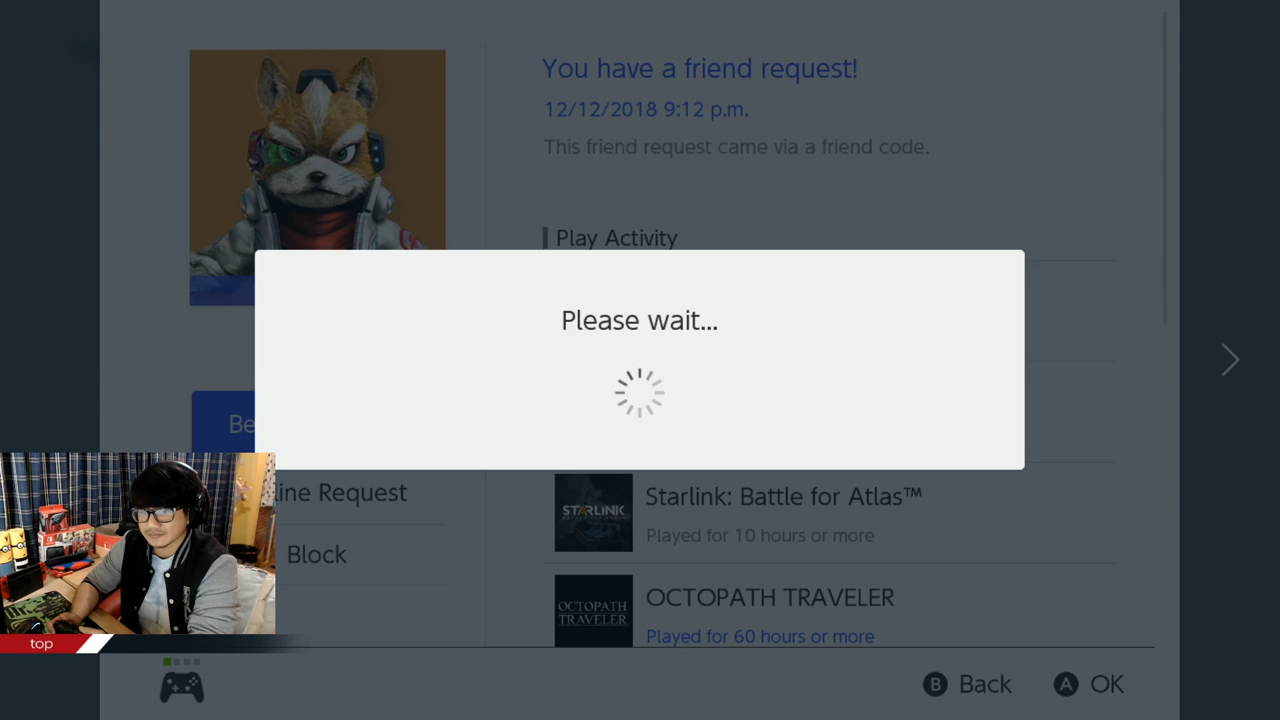 You have a friend request!
12/12/2018 9:12 p.m.
This friend request came via a friend code.
Play Activity
Please wait...
Be
ine Request
Block
STARLINK
Starlink: Battle for Atlas™
Played for 10 hours or more
OCTOPATH
TRAVELER
OCTOPATH TRAVELER
Played for 60 hours or more
top
B Back
A OK